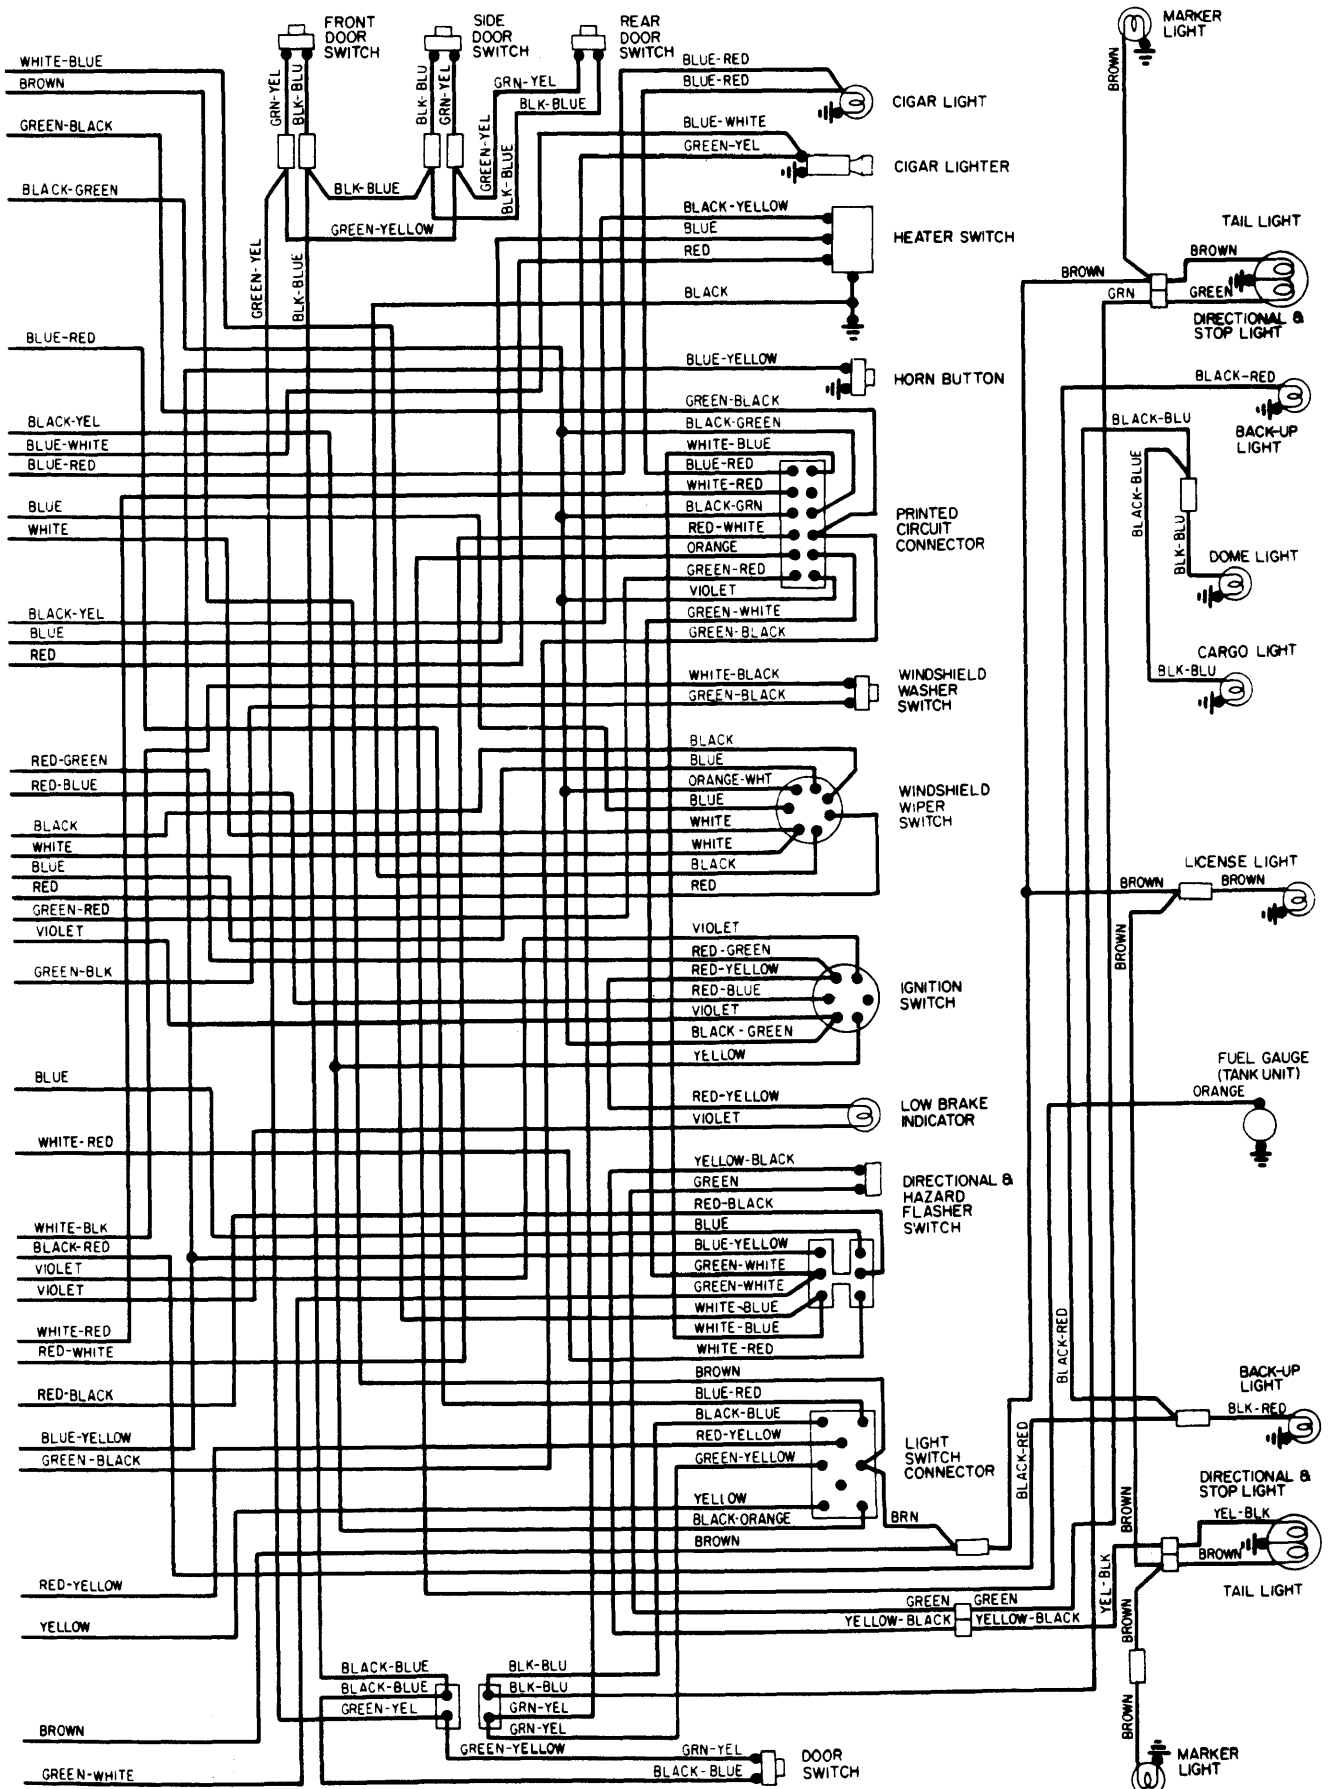 FRONT
DOOR
SWITCH
SIDE
DOOR
SWITCH
REAR
DOOR
SWITCH
MARKER
LIGHT
WHITE-BLUE
BROWN
GREEN-BLACK
BLACK-GREEN
GRN-YEL
BLK-BLU
BLK-BLU
GRN-YEL
GRN-YEL
BLK-BLUE
GREEN-YEL
BLK-BLUE
BLK-BLUE
GREEN-YELLOW
GREEN-YEL
BLK-BLUE
BLUE-RED
BLUE-RED
CIGAR LIGHT
BLUE-WHITE
GREEN-YEL
CIGAR LIGHTER
BLACK-YELLOW
BLUE
RED
HEATER SWITCH
BLACK
BROWN
TAIL LIGHT
BROWN
BROWN
GRN
GREEN
DIRECTIONAL &
STOP LIGHT
BLUE-RED
BLUE-YELLOW
HORN BUTTON
BLACK-RED
BACK-UP
LIGHT
BLACK-YEL
BLUE-WHITE
BLUE-RED
BLUE
WHITE
GREEN-BLACK
BLACK-GREEN
WHITE-BLUE
BLUE-RED
WHITE-RED
BLACK-GRN
RED-WHITE
ORANGE
GREEN-RED
VIOLET
GREEN-WHITE
GREEN-BLACK
PRINTED
CIRCUIT
CONNECTOR
BLACK-BLU
BLACK-BLUE
BLK-BLU
DOME LIGHT
CARGO LIGHT
BLK-BLU
BLACK-YEL
BLUE
RED
WHITE-BLACK
GREEN-BLACK
WINDSHIELD
WASHER
SWITCH
RED-GREEN
RED-BLUE
BLACK
WHITE
BLUE
RED
GREEN-RED
VIOLET
GREEN-BLK
BLACK
BLUE
ORANGE-WHT
BLUE
WHITE
WHITE
BLACK
RED
WINDSHIELD
WIPER
SWITCH
LICENSE LIGHT
BROWN
BROWN
BROWN
VIOLET
RED-GREEN
RED-YELLOW
RED-BLUE
VIOLET
BLACK-GREEN
YELLOW
IGNITION
SWITCH
FUEL GAUGE
(TANK UNIT)
ORANGE
BLUE
RED-YELLOW
VIOLET
LOW BRAKE
INDICATOR
WHITE-RED
YELLOW-BLACK
GREEN
RED-BLACK
BLUE
BLUE-YELLOW
GREEN-WHITE
GREEN-WHITE
WHITE-BLUE
WHITE-BLUE
WHITE-RED
DIRECTIONAL &
HAZARD
FLASHER
SWITCH
WHITE-BLK
BLACK-RED
VIOLET
VIOLET
WHITE-RED
RED-WHITE
RED-BLACK
BLUE-YELLOW
GREEN-BLACK
BLACK-RED
BROWN
BLUE-RED
BLACK-BLUE
RED-YELLOW
GREEN-YELLOW
YELLOW
BLACK-ORANGE
BROWN
LIGHT
SWITCH
CONNECTOR
BRN
BLACK-RED
BACK-UP
LIGHT
BLK-RED
DIRECTIONAL &
STOP LIGHT
YEL-BLK
BROWN
BROWN
TAIL LIGHT
YEL-BLK
RED-YELLOW
YELLOW
GREEN
GREEN
YELLOW-BLACK
YELLOW-BLACK
BROWN
BROWN
BLACK-BLUE
BLACK-BLUE
GREEN-YEL
BLK-BLU
BLK-BLU
GRN-YEL
GRN-YEL
BROWN
GREEN-WHITE
GREEN-YELLOW
GRN-YEL
BLACK-BLUE
DOOR
SWITCH
MARKER
LIGHT